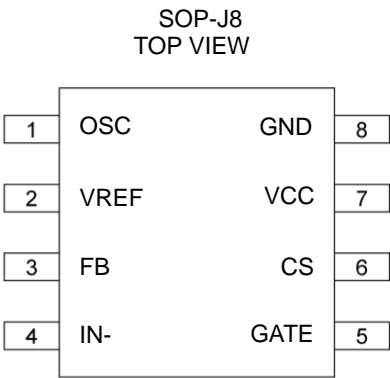 SOP-J8
TOP VIEW
1 OSC GND 8
2 VREF VCC 7
3 FB CS 6
4 IN- GATE 5